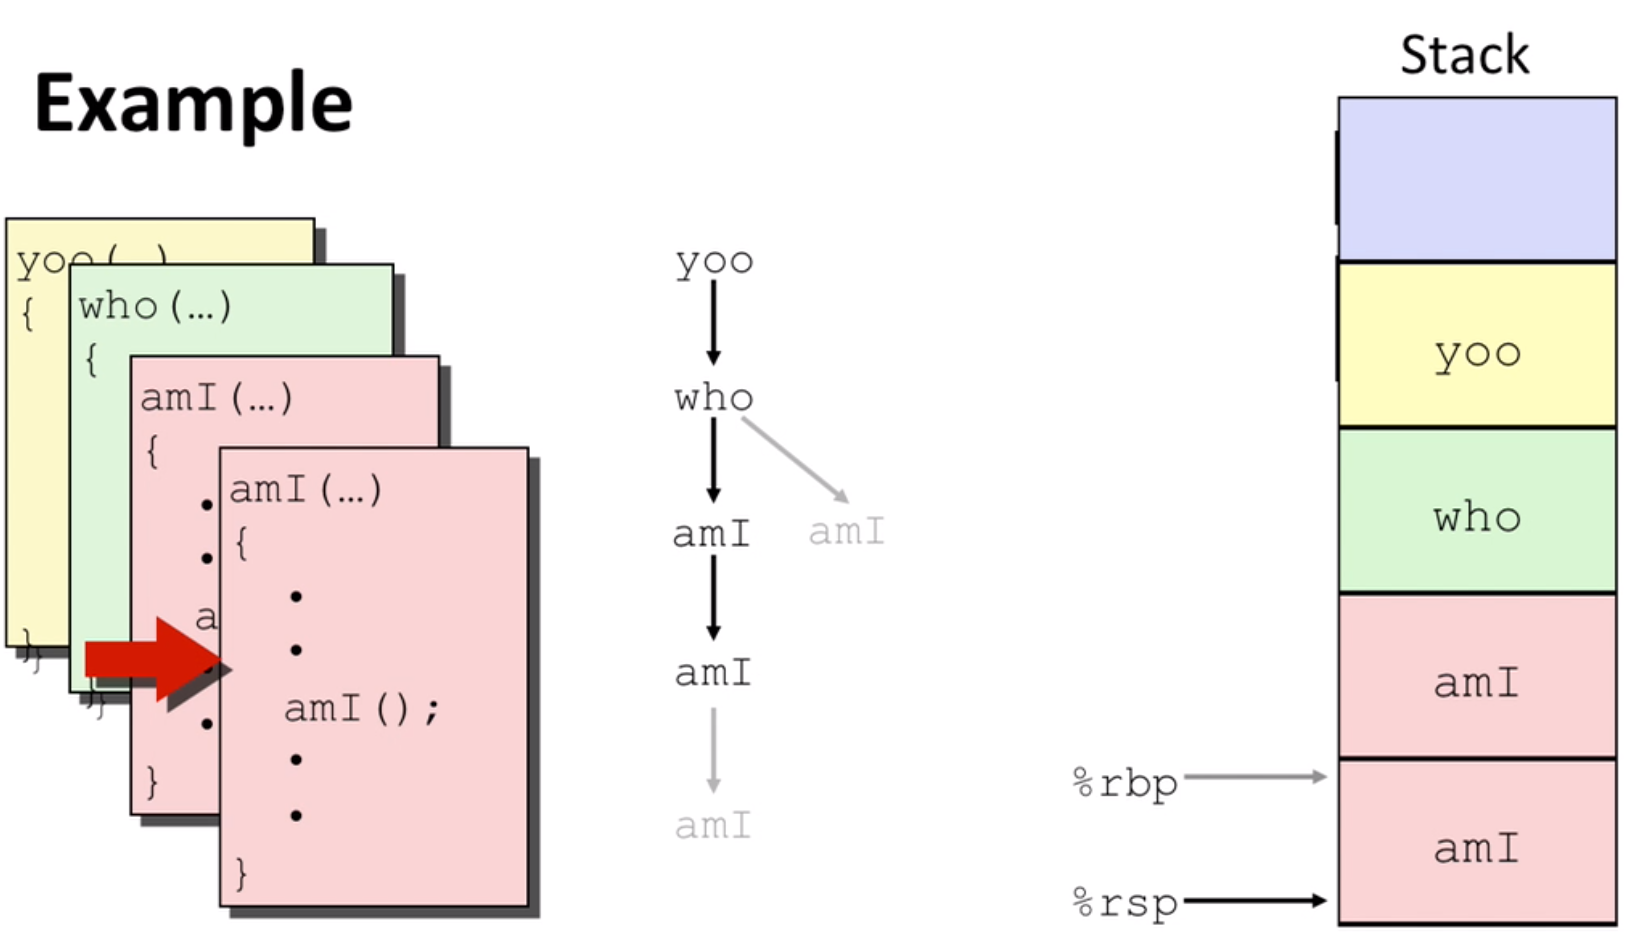 Example
yoo(…)
{
}
}
who(…)
{
}
}
amI(…)
{
•
•
a
•
}
amI(…)
{
•
•
amI();
•
•
}
yoo
who
amI amI
amI
amI
Stack
yoo
who
amI
amI
%rbp
%rsp